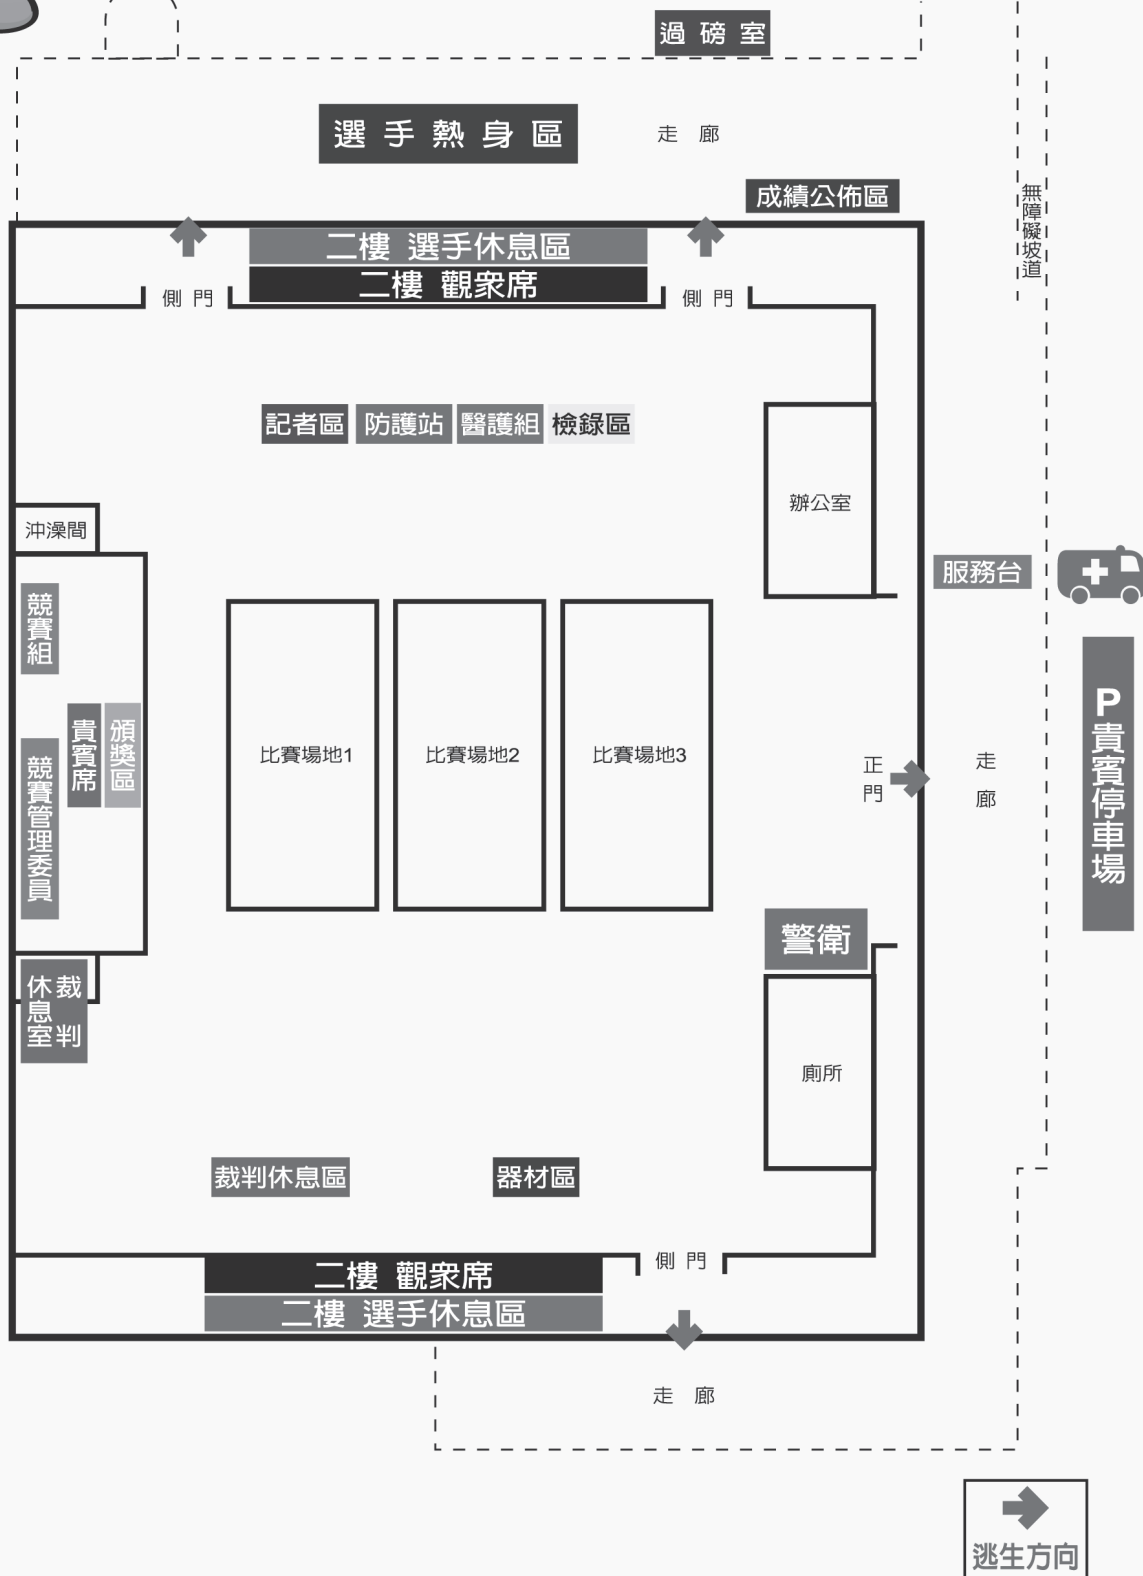 過磅室
選手熱身區
走廊
成績公佈區
無障礙坡道
二樓 選手休息區
二樓 觀衆席
側門
側門
記者區
防護站
醫護組
檢錄區
辦公室
沖澡間
服務台
競賽組
貴賓席
頒獎區
競賽管理委員
比賽場地1
比賽場地2
比賽場地3
正門
走廊
P貴賓停車場
警衛
裁判
休息室
廁所
裁判休息區
器材區
側門
二樓 觀衆席
二樓 選手休息區
走廊
逃生方向